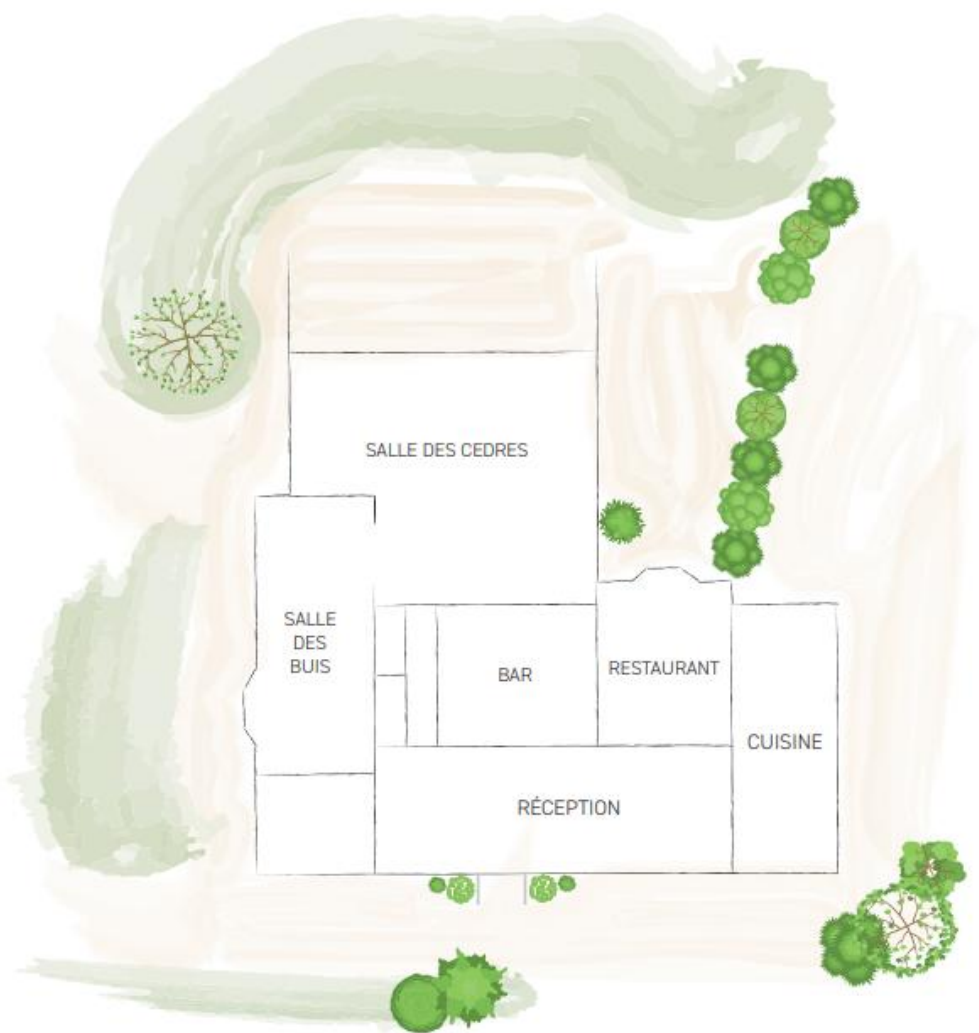 SALLE DES CEDRES
SALLE
DES
BUIS
BAR
RESTAURANT
CUISINE
RÉCEPTION